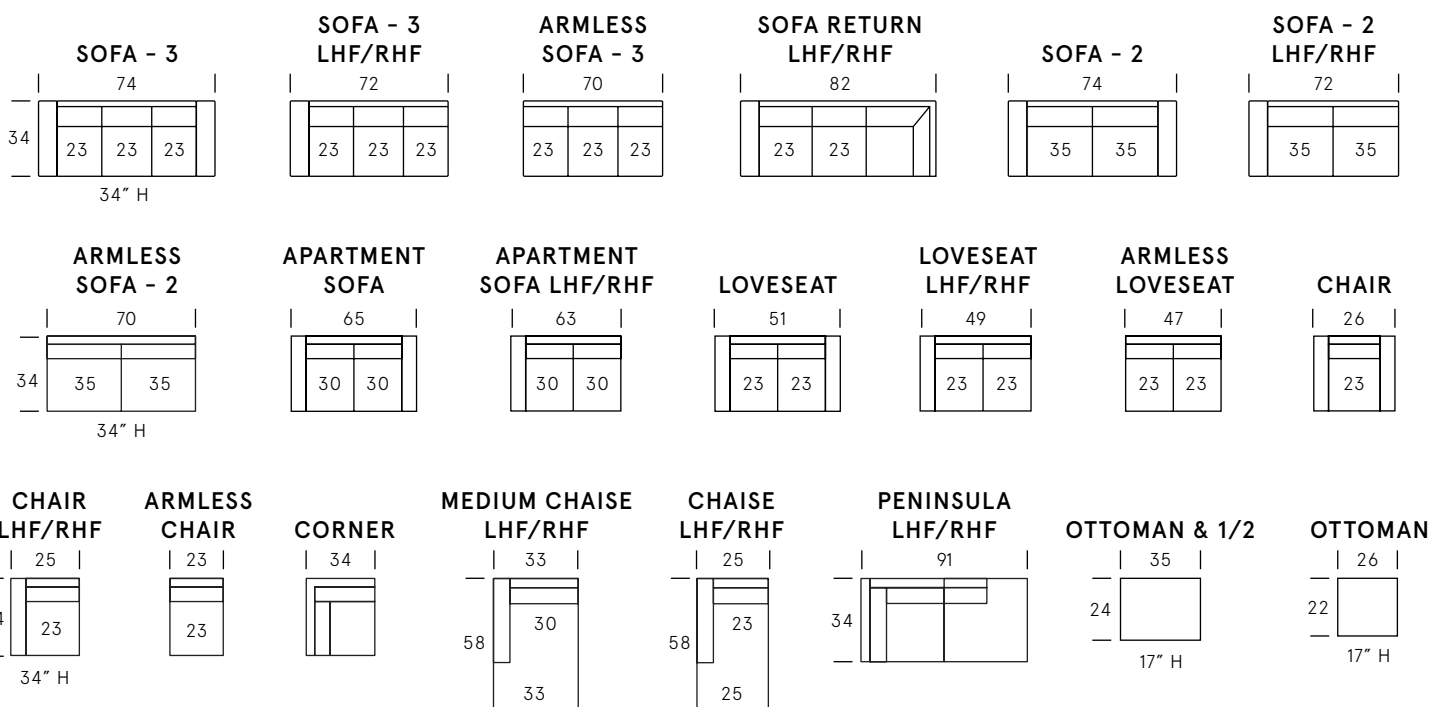 SOFA - 3
SOFA - 3
LHF/RHF
ARMLESS
SOFA - 3
SOFA RETURN
LHF/RHF
SOFA - 2
SOFA - 2
LHF/RHF
74
72
70
82
74
72
34
23 23 23
23 23 23
23 23 23
23 23
35 35
35 35
34″ H
ARMLESS
SOFA - 2
APARTMENT
SOFA
APARTMENT
SOFA LHF/RHF
LOVESEAT
LOVESEAT
LHF/RHF
ARMLESS
LOVESEAT
CHAIR
70
65
63
51
49
47
26
34
35 35
30 30
30 30
23 23
23 23
23 23
23
34″ H
CHAIR
LHF/RHF
ARMLESS
CHAIR
CORNER
MEDIUM CHAISE
LHF/RHF
CHAISE
LHF/RHF
PENINSULA
LHF/RHF
OTTOMAN & 1/2
OTTOMAN
25
23
34
33
25
91
35
26
23
23
58
30
33
58
23
25
34
24
22
34″ H
17″ H
17″ H